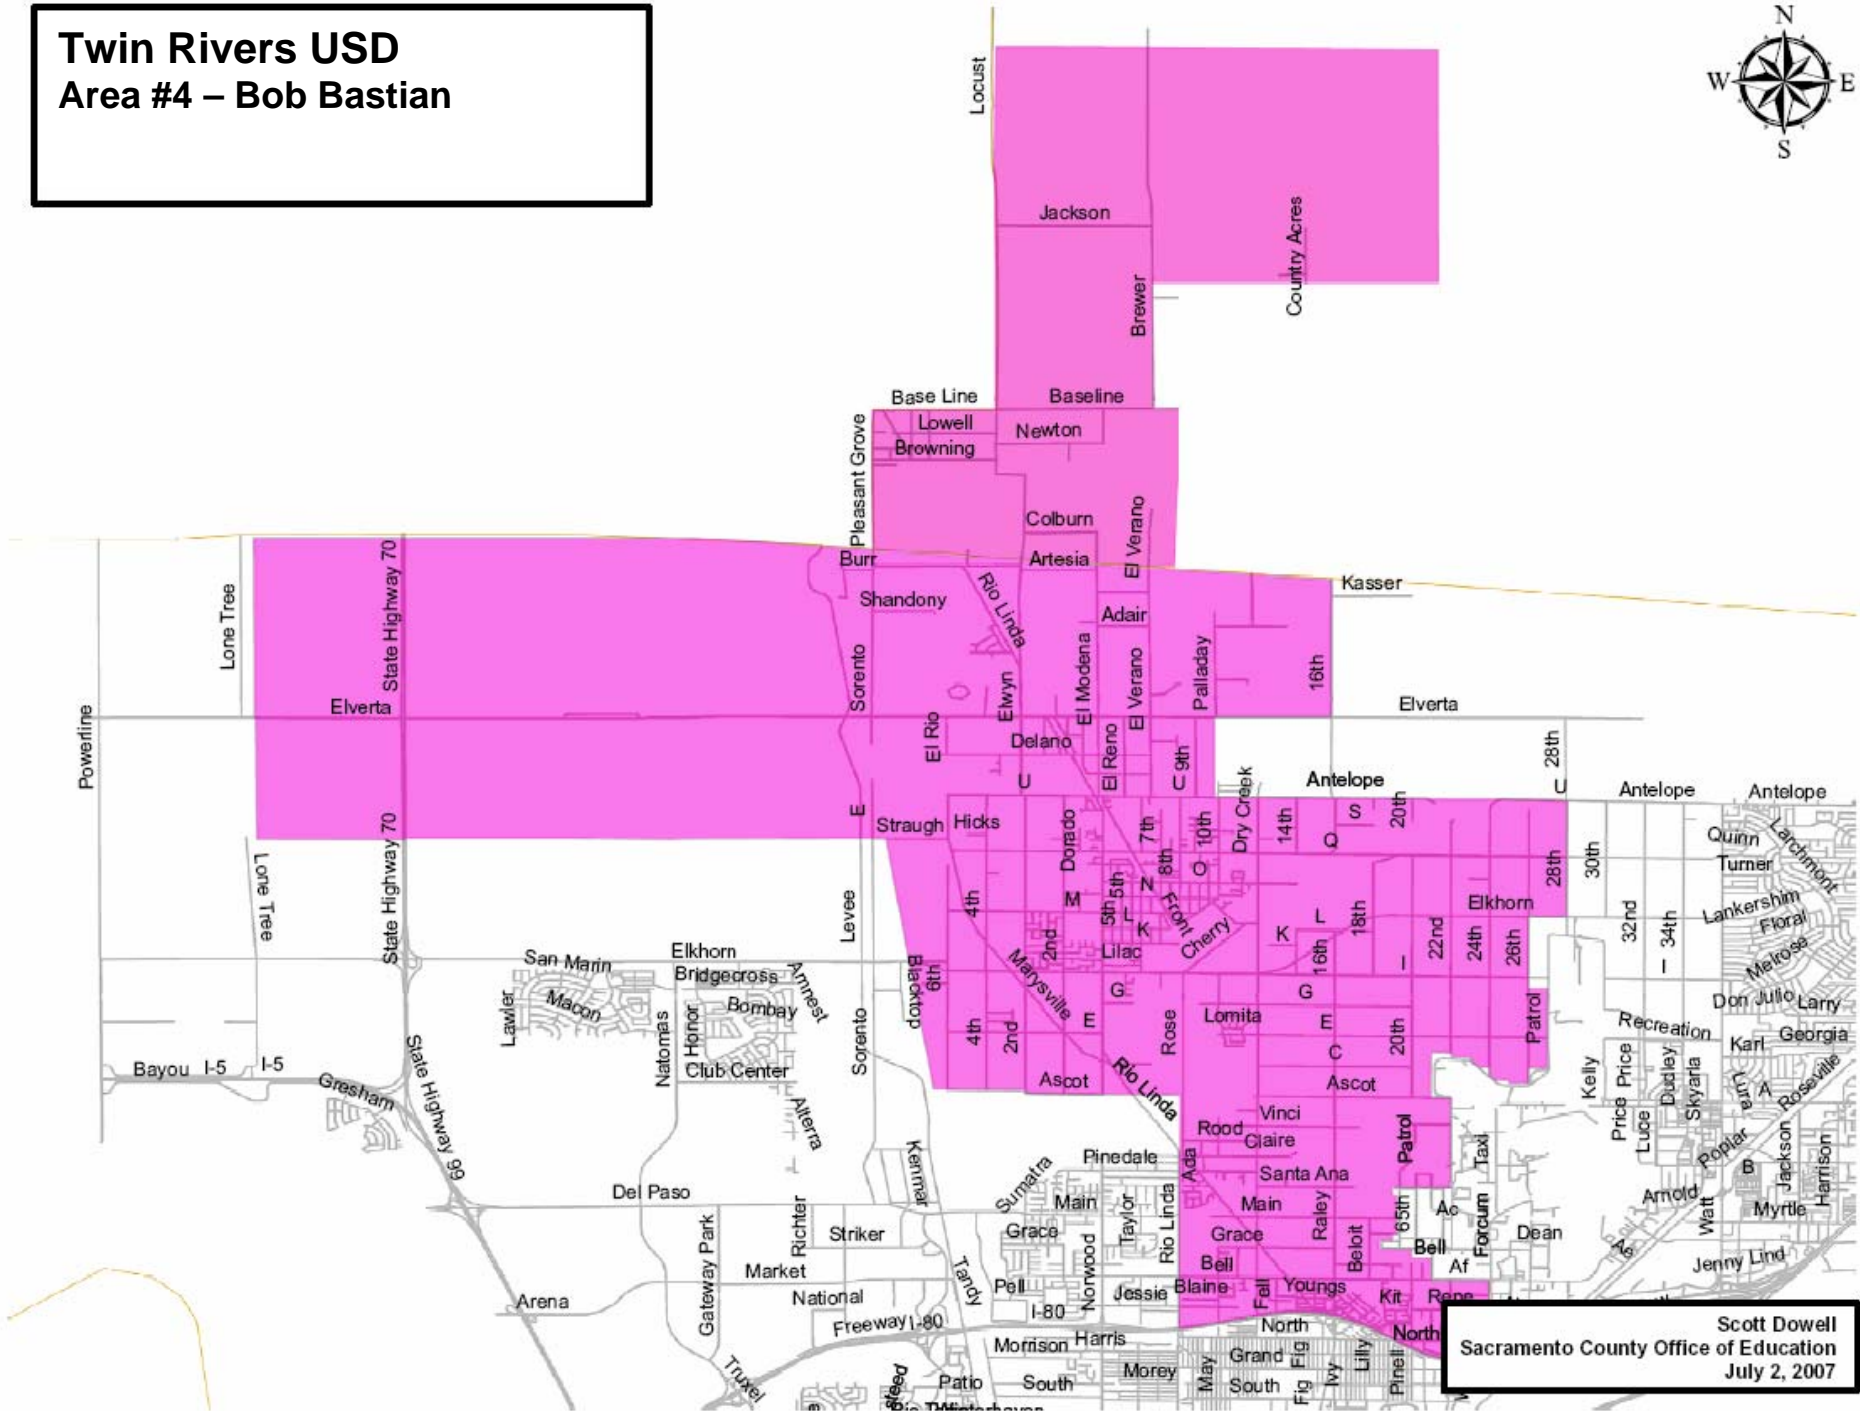 Twin Rivers USD
Area #4 – Bob Bastian
N
W
E
S
Locust
Jackson
Country Acres
Brewer
Base Line
Baseline
Lowell
Newton
Browning
Pleasant Grove
Colburn
El Verano
Burr
Artesia
Kasser
State Highway 70
Lone Tree
Shandony
Rio Linda
Adair
Sorento
El Modena
El Verano
Palladay
16th
Elwyn
Elverta
Elverta
Powerline
El Rio
Delano
El Reno
9th
28th
U
U
U
Antelope
Antelope
Antelope
Dry Creek
E
Straugh
Hicks
Dorado
7th
10th
14th
S
20th
Q
Quinn
Larchmont
State Highway 70
Lone Tree
8th
O
28th
30th
Turner
4th
M
5th
5th
N
L
K
Front
Cherry
K
L
18th
Elkhorn
Lankershim
Floral
Levee
2nd
Lilac
16th
I
22nd
24th
26th
32nd
34th
I
Melrose
San Marin
Elkhorn
Bridgecross
Amnest
Blacktop
6th
Marysville
G
G
Lawler
Macon
Bombay
Don Julio
Larry
Natomas
Honor
Sorento
4th
2nd
E
Rose
Lomita
E
C
20th
Patrol
Recreation
Karl
Georgia
Bayou
I-5
I-5
Gresham
State Highway 99
Club Center
Ascot
Rio Linda
Ascot
Kelly
Price
Price
Dudley
Skyarla
Lura
A
Roseville
Alterra
Vinci
Rood
Claire
Patrol
Luce
Poplar
Kenmar
Sumatra
Pinedale
Ada
Santa Ana
Taxi
B
Jackson
Harrison
Del Paso
Main
Taylor
Rio Linda
Main
Raley
65th
Ac
Forcum
Arnold
Watt
Myrtle
Gateway Park
Richter
Striker
Grace
Grace
Beloit
Bell
Dean
Ae
Market
Tandy
Norwood
Bell
Af
Jenny Lind
National
Pell
Jessie
Blaine
Fell
Youngs
Kit
Rene
Arena
I-80
Freeway
I-80
North
North
Morrison
Harris
Truxel
Morey
May
Grand
Fig
Ivy
Lilly
Pinell
Patio
South
South
Fig
Scott Dowell
Sacramento County Office of Education
July 2, 2007